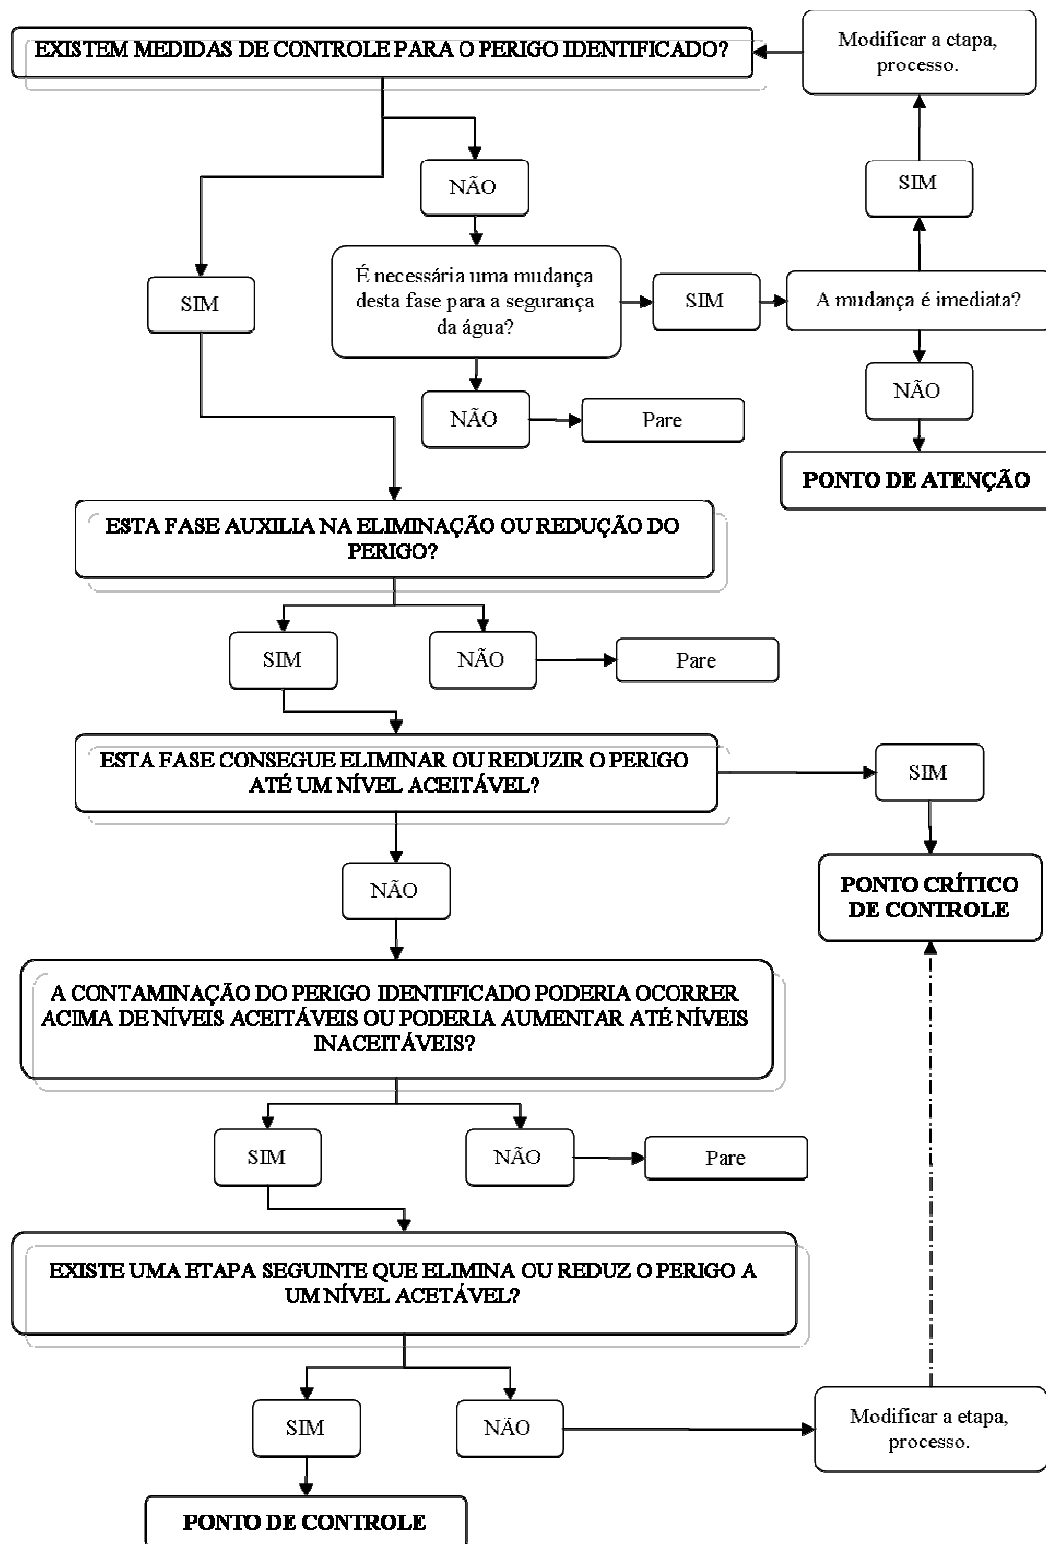 EXISTEM MEDIDAS DE CONTROLE PARA O PERIGO IDENTIFICADO?
Modificar a etapa,
processo.
NÃO
SIM
É necessária uma mudança
desta fase para a segurança
da água?
SIM
SIM
A mudança é imediata?
NÃO
NÃO
Pare
PONTO DE ATENÇÃO
ESTA FASE AUXILIA NA ELIMINAÇÃO OU REDUÇÃO DO
PERIGO?
SIM
NÃO
Pare
ESTA FASE CONSEGUE ELIMINAR OU REDUZIR O PERIGO
ATÉ UM NÍVEL ACEITÁVEL?
SIM
NÃO
PONTO CRÍTICO
DE CONTROLE
A CONTAMINAÇÃO DO PERIGO IDENTIFICADO PODERIA OCORRER
ACIMA DE NÍVEIS ACEITÁVEIS OU PODERIA AUMENTAR ATÉ NÍVEIS
INACEITÁVEIS?
SIM
NÃO
Pare
EXISTE UMA ETAPA SEGUINTE QUE ELIMINA OU REDUZ O PERIGO A
UM NÍVEL ACETÁVEL?
SIM
NÃO
Modificar a etapa,
processo.
PONTO DE CONTROLE